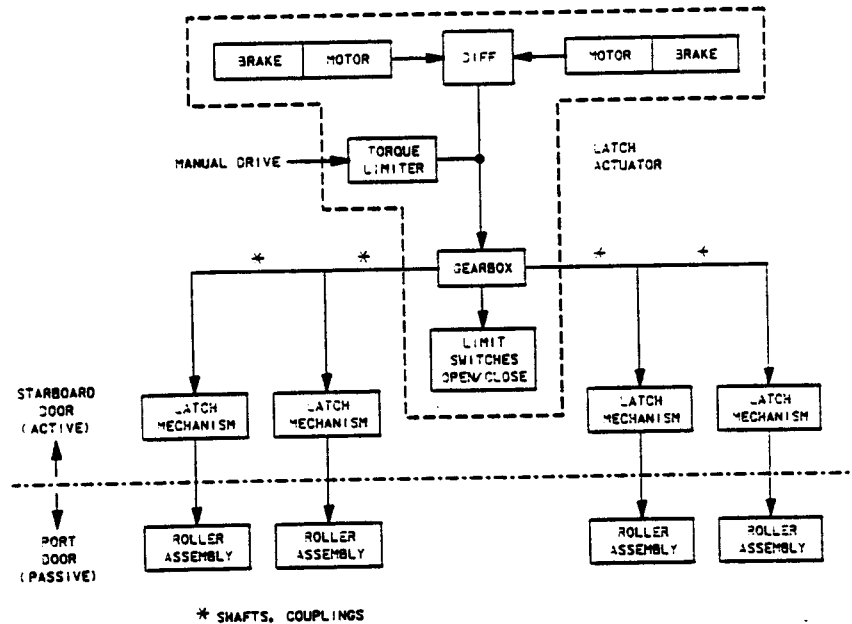 BRAKE MOTOR DIFF MOTOR BRAKE
MANUAL DRIVE
TORQUE
LIMITER
LATCH
ACTUATOR
* * * *
GEARBOX
LIMIT
SWITCHES
OPEN/CLOSE
STARBOARD
DOOR
(ACTIVE)
LATCH
MECHANISM
LATCH
MECHANISM
LATCH
MECHANISM
LATCH
MECHANISM
PORT
DOOR
(PASSIVE)
ROLLER
ASSEMBLY
ROLLER
ASSEMBLY
ROLLER
ASSEMBLY
ROLLER
ASSEMBLY
* SHAFTS, COUPLINGS